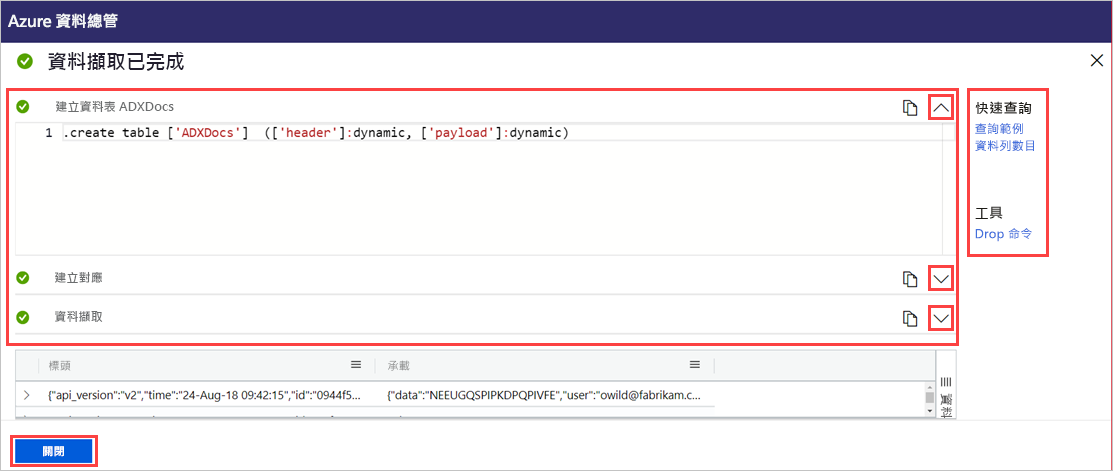 Azure 資料總管
資料擷取已完成
建立資料表 ADXDocs
1 .create table ['ADXDocs'] (['header']:dynamic, ['payload']:dynamic)
建立對應
資料擷取
快速查詢
查詢範例
資料列數目
工具
Drop 命令
標頭 承載
{"api_version":"v2","time":"24-Aug-18 09:42:15","id":"0944f5... {"data":"NEEUGQSPIPKDPQPIVFE","user":"owild@fabrikam.c...
資料
關閉